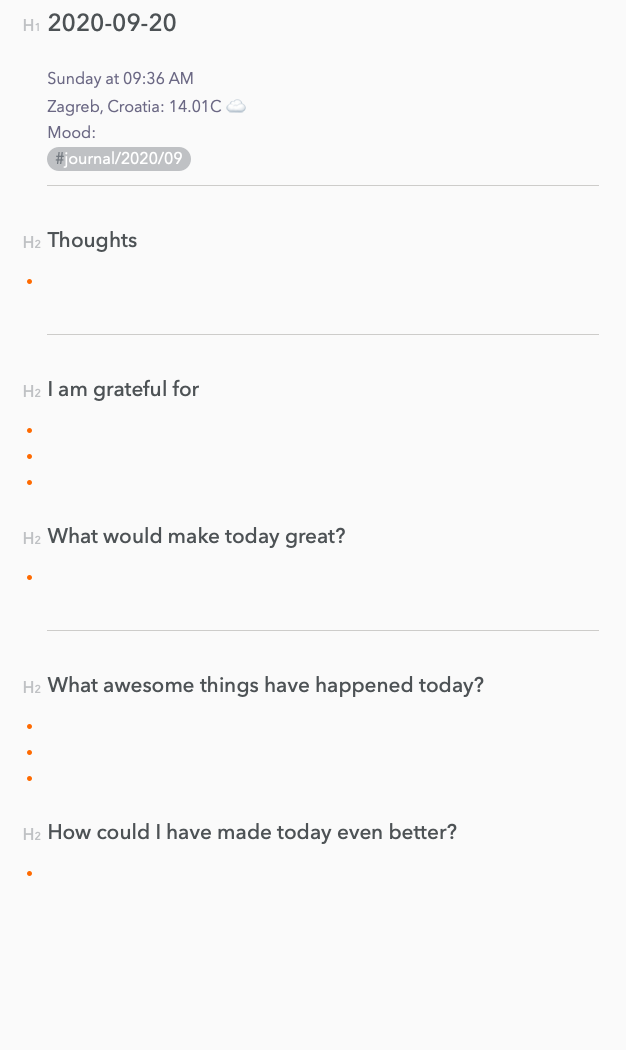 H1 2020-09-20
Sunday at 09:36 AM
Zagreb, Croatia: 14.01C ☁️
Mood:
#journal/2020/09
H2 Thoughts
•
H2 I am grateful for
•
•
•
H2 What would make today great?
•
H2 What awesome things have happened today?
•
•
•
H2 How could I have made today even better?
•